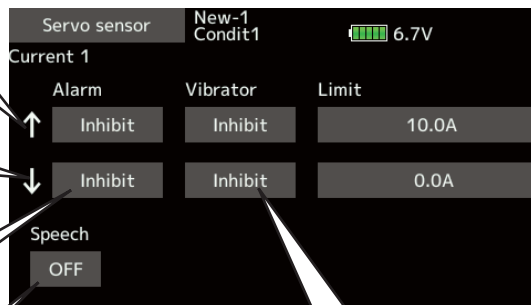 Servo sensor
New-1
Condit1
6.7V
Current 1
Alarm Vibrator Limit
↑ Inhibit Inhibit 10.0A
↓ Inhibit Inhibit 0.0A
Speech
OFF